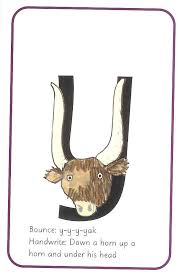 y
Bounce: y-y-y-yak
Handwrite: Down a horn up a
horn and under his head